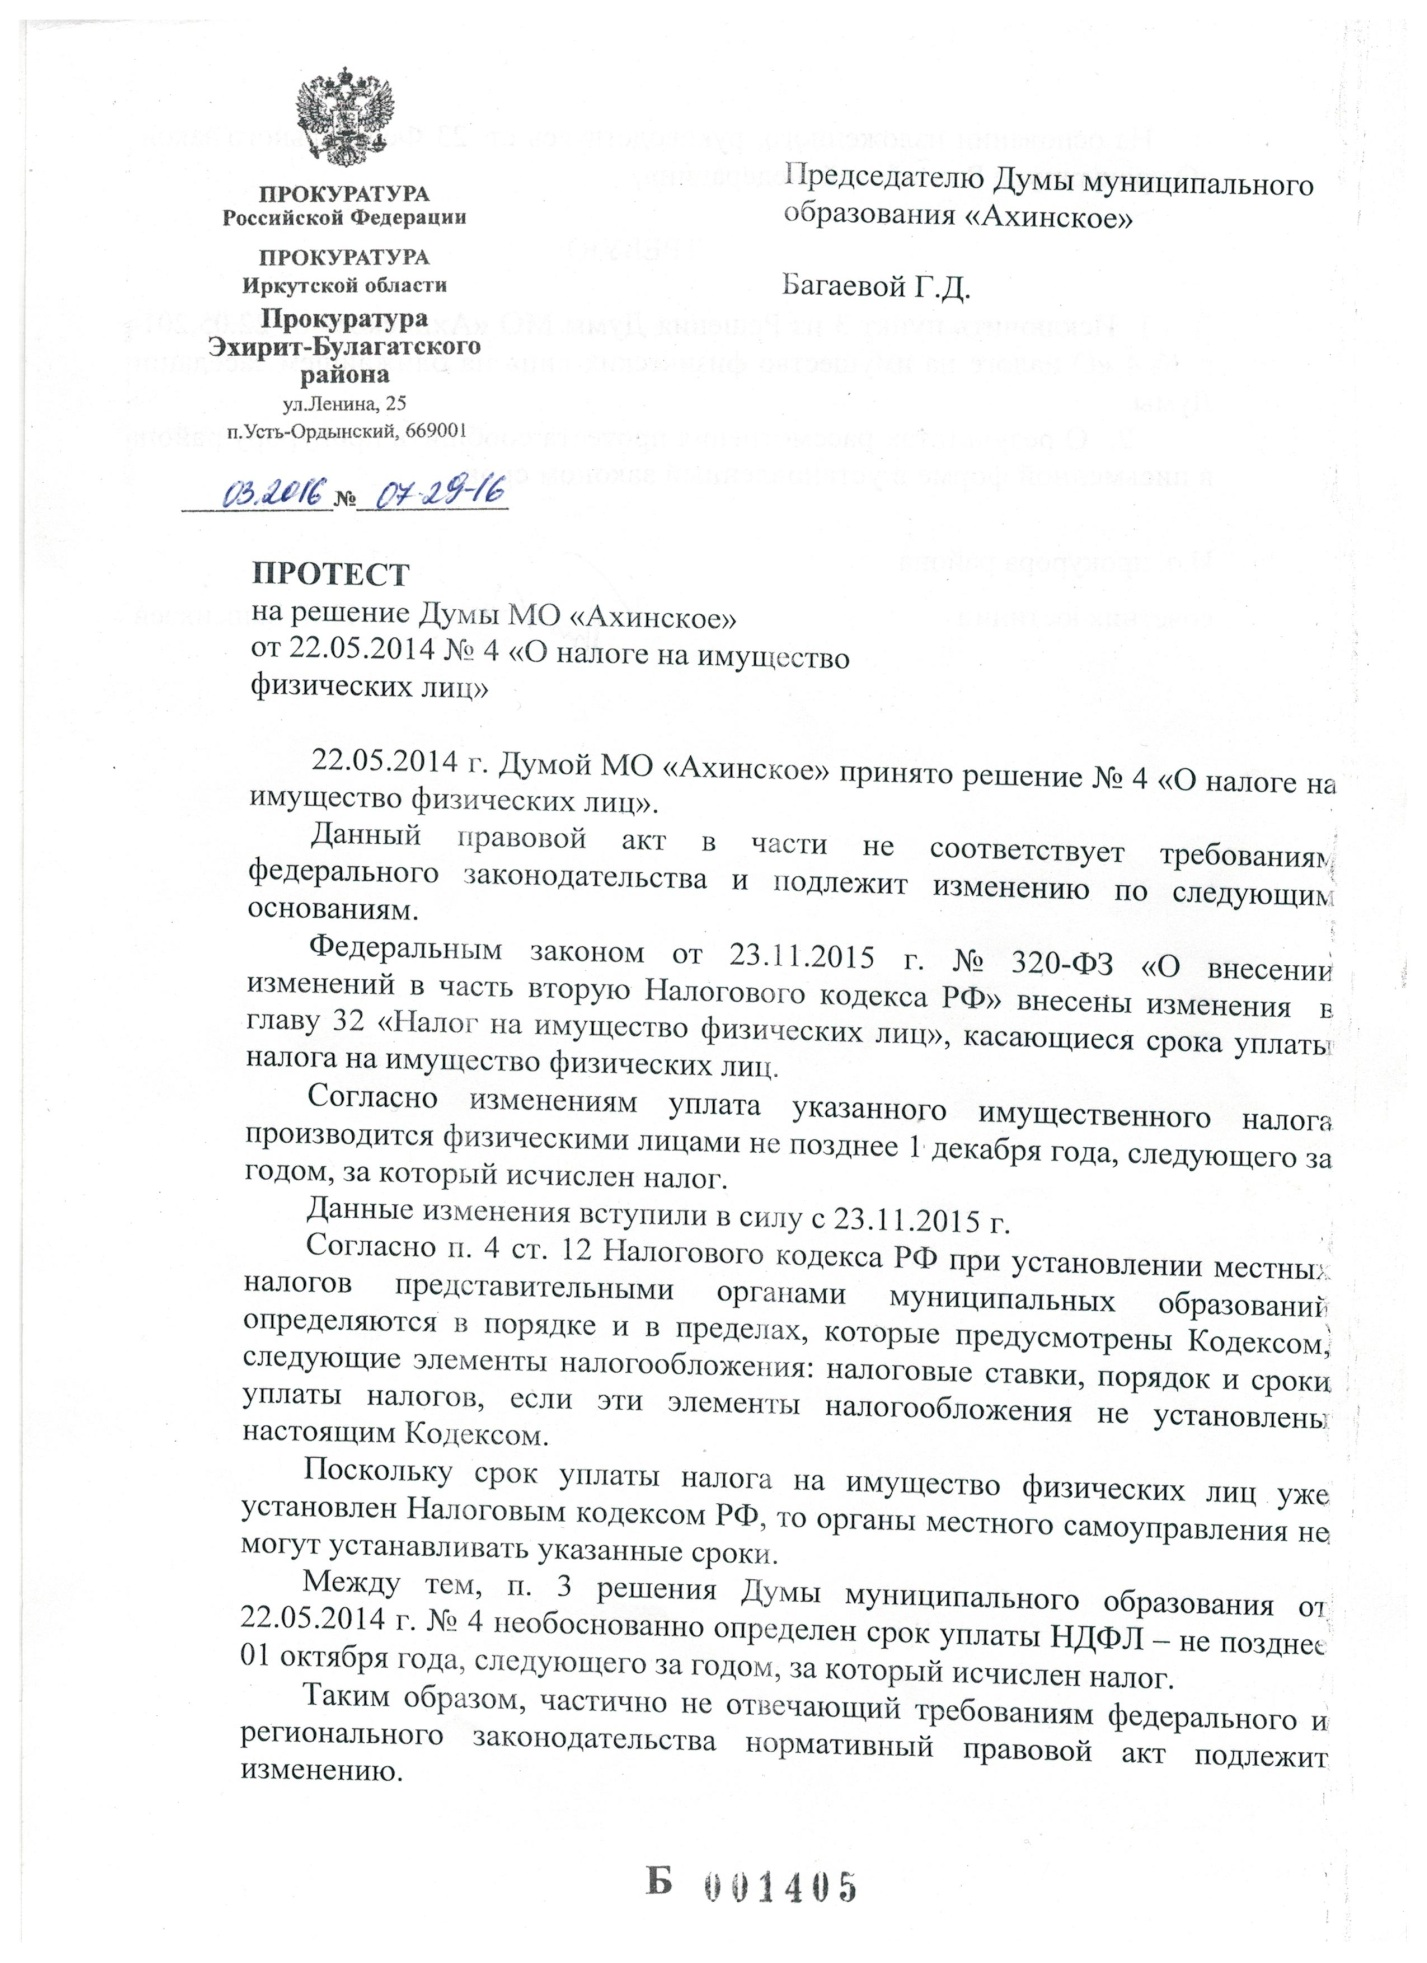 ПРОКУРАТУРА
Российской Федерации
ПРОКУРАТУРА
Иркутской области
Прокуратура
Эхирит-Булагатского
района
ул.Ленина, 25
п.Усть-Ордынский, 669001
03.2016 № 07-29-16
Председателю Думы муниципального
образования «Ахинское»
Багаевой Г.Д.
ПРОТЕСТ
на решение Думы МО «Ахинское»
от 22.05.2014 № 4 «О налоге на имущество
физических лиц»
22.05.2014 г. Думой МО «Ахинское» принято решение № 4 «О налоге на
имущество физических лиц».
Данный правовой акт в части не соответствует требованиям
федерального законодательства и подлежит изменению по следующим
основаниям.
Федеральным законом от 23.11.2015 г. № 320-ФЗ «О внесении
изменений в часть вторую Налогового кодекса РФ» внесены изменения в
главу 32 «Налог на имущество физических лиц», касающиеся срока уплаты
налога на имущество физических лиц.
Согласно изменениям уплата указанного имущественного налога
производится физическими лицами не позднее 1 декабря года, следующего за
годом, за который исчислен налог.
Данные изменения вступили в силу с 23.11.2015 г.
Согласно п. 4 ст. 12 Налогового кодекса РФ при установлении местных
налогов представительными органами муниципальных образований
определяются в порядке и в пределах, которые предусмотрены Кодексом,
следующие элементы налогообложения: налоговые ставки, порядок и сроки
уплаты налогов, если эти элементы налогообложения не установлены
настоящим Кодексом.
Поскольку срок уплаты налога на имущество физических лиц уже
установлен Налоговым кодексом РФ, то органы местного самоуправления не
могут устанавливать указанные сроки.
Между тем, п. 3 решения Думы муниципального образования от
22.05.2014 г. № 4 необоснованно определен срок уплаты НДФЛ – не позднее
01 октября года, следующего за годом, за который исчислен налог.
Таким образом, частично не отвечающий требованиям федерального и
регионального законодательства нормативный правовой акт подлежит
изменению.
Б 001405